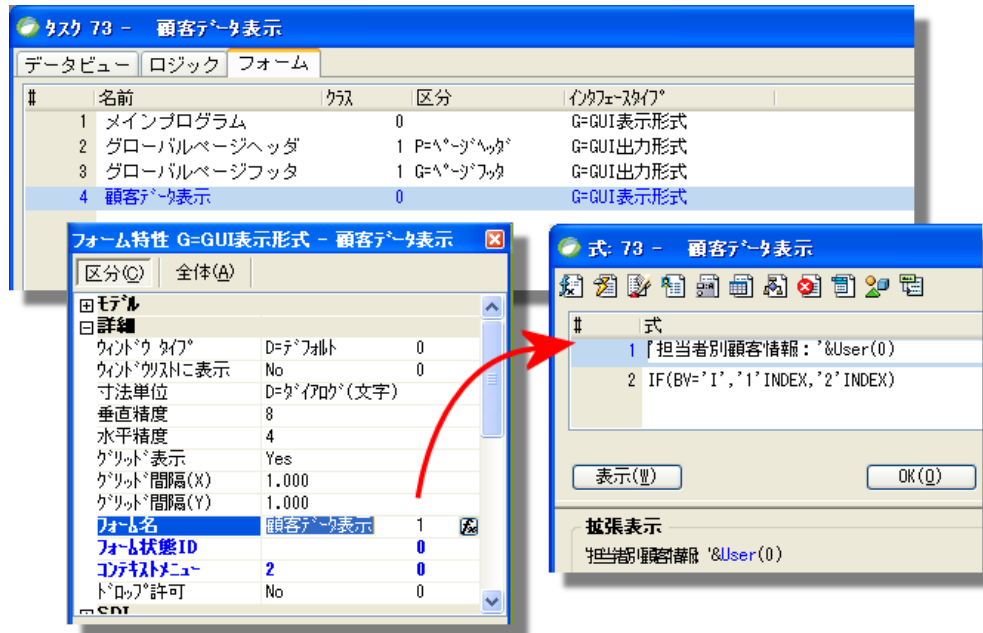 ﾀｽｸ 73 - 顧客ﾃﾞｰﾀ表示
データビュー ロジック フォーム
# 名前 ｸﾗｽ 区分 ｲﾝﾀﾌｪｰｽﾀｲﾌﾟ
1 メインプログラム 0 G=GUI表示形式
2 グローバルページヘッダ 1 P=ﾍﾟｰｼﾞﾍｯﾀﾞ G=GUI出力形式
3 グローバルページフッタ 1 G=ﾍﾟｰｼﾞﾌｯﾀ G=GUI出力形式
4 顧客ﾃﾞｰﾀ表示 0 G=GUI表示形式
フォーム特性 G=GUI表示形式 - 顧客ﾃﾞｰﾀ表示
区分(C) 全体(A)
ﾓﾃﾞﾙ
詳細
ｳｨﾝﾄﾞｳ ﾀｲﾌﾟ D=ﾃﾞﾌｫﾙﾄ 0
ｳｨﾝﾄﾞｳﾘｽﾄに表示 No 0
寸法単位 D=ﾀﾞｲｱﾛｸﾞ(文字)
垂直精度 8
水平精度 4
ｸﾞﾘｯﾄﾞ表示 Yes
ｸﾞﾘｯﾄﾞ間隔(X) 1.000
ｸﾞﾘｯﾄﾞ間隔(Y) 1.000
ﾌｫｰﾑ名 顧客ﾃﾞｰﾀ表示 1
ﾌｫｰﾑ状態ID 0
ｺﾝﾃｷｽﾄﾒﾆｭｰ 2 0
ﾄﾞﾛｯﾌﾟ許可 No 0
SDI
式: 73 - 顧客ﾃﾞｰﾀ表示
# 式
1 '担当者別顧客情報：'&User(0)
2 IF(BV='I','1'INDEX,'2'INDEX)
表示(W) OK(O)
拡張表示
'担当者別顧客情報 '&User(0)